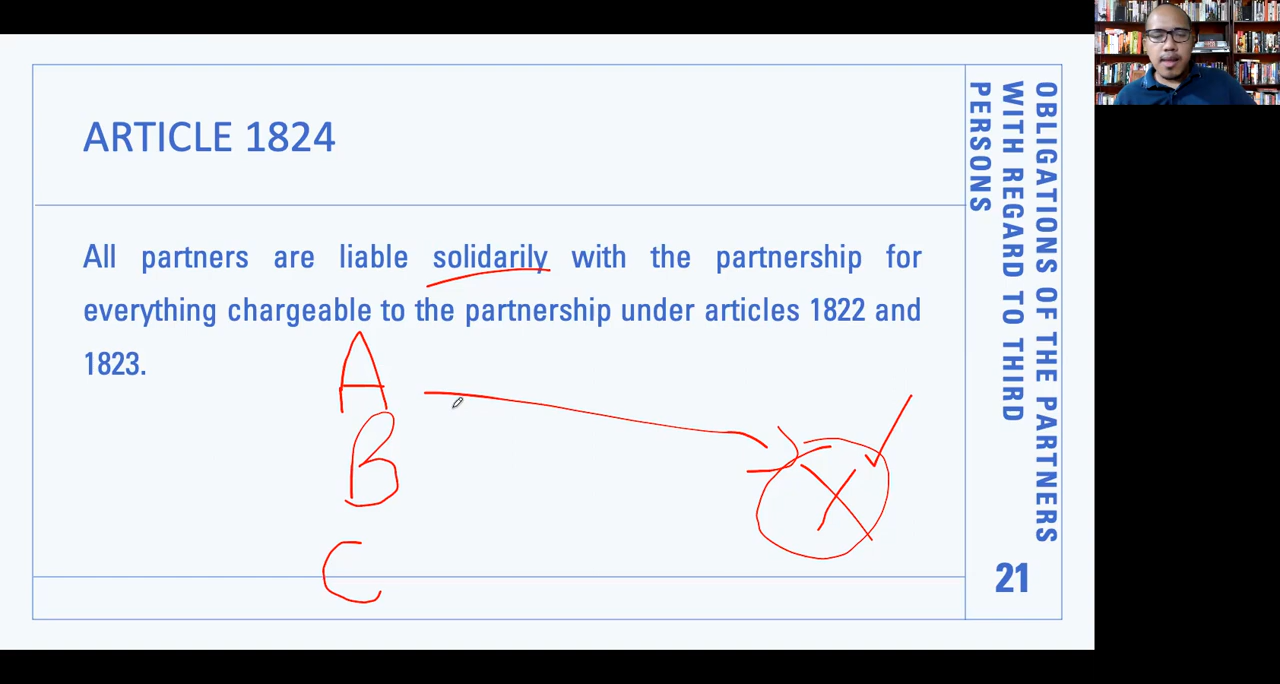 ARTICLE 1824
All partners are liable solidarily with the partnership for
everything chargeable to the partnership under articles 1822 and
1823.
A
B
C
X
OBLIGATIONS OF THE PARTNERS
WITH REGARD TO THIRD
PERSONS
21